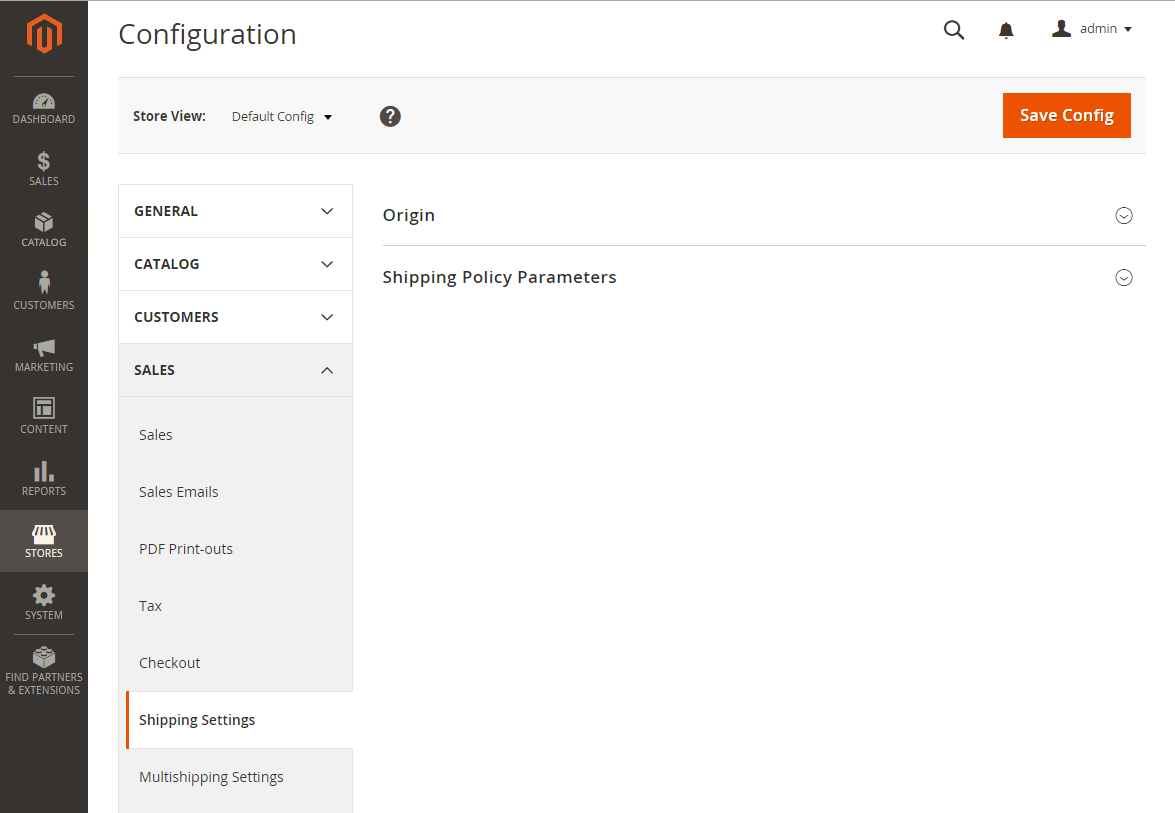 Configuration
admin
Store View:
Default Config
?
Save Config
DASHBOARD
SALES
CATALOG
CUSTOMERS
MARKETING
CONTENT
REPORTS
STORES
SYSTEM
FIND PARTNERS
& EXTENSIONS
GENERAL
CATALOG
CUSTOMERS
SALES
Sales
Sales Emails
PDF Print-outs
Tax
Checkout
Shipping Settings
Multishipping Settings
Origin
Shipping Policy Parameters